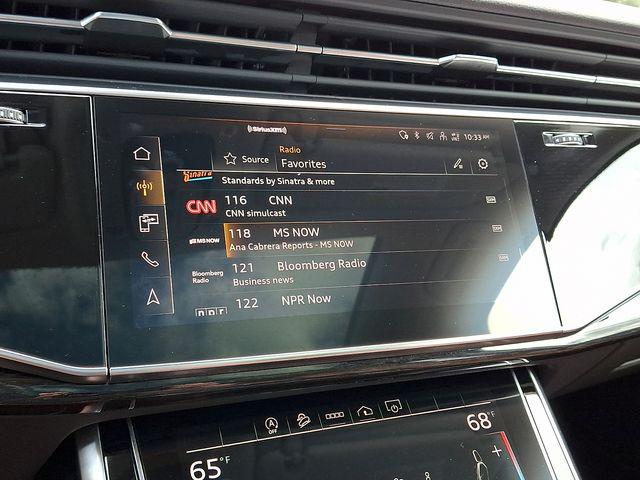 ((SiriusXM))
10:33 AM
Radio
Source
Favorites
Sinatra
Standards by Sinatra & more
CNN
116 CNN
CNN simulcast
MS NOW
118 MS NOW
Ana Cabrera Reports - MS NOW
Bloomberg
Radio
121 Bloomberg Radio
Business news
npr
122 NPR Now
A
OFF
68°F
65°F